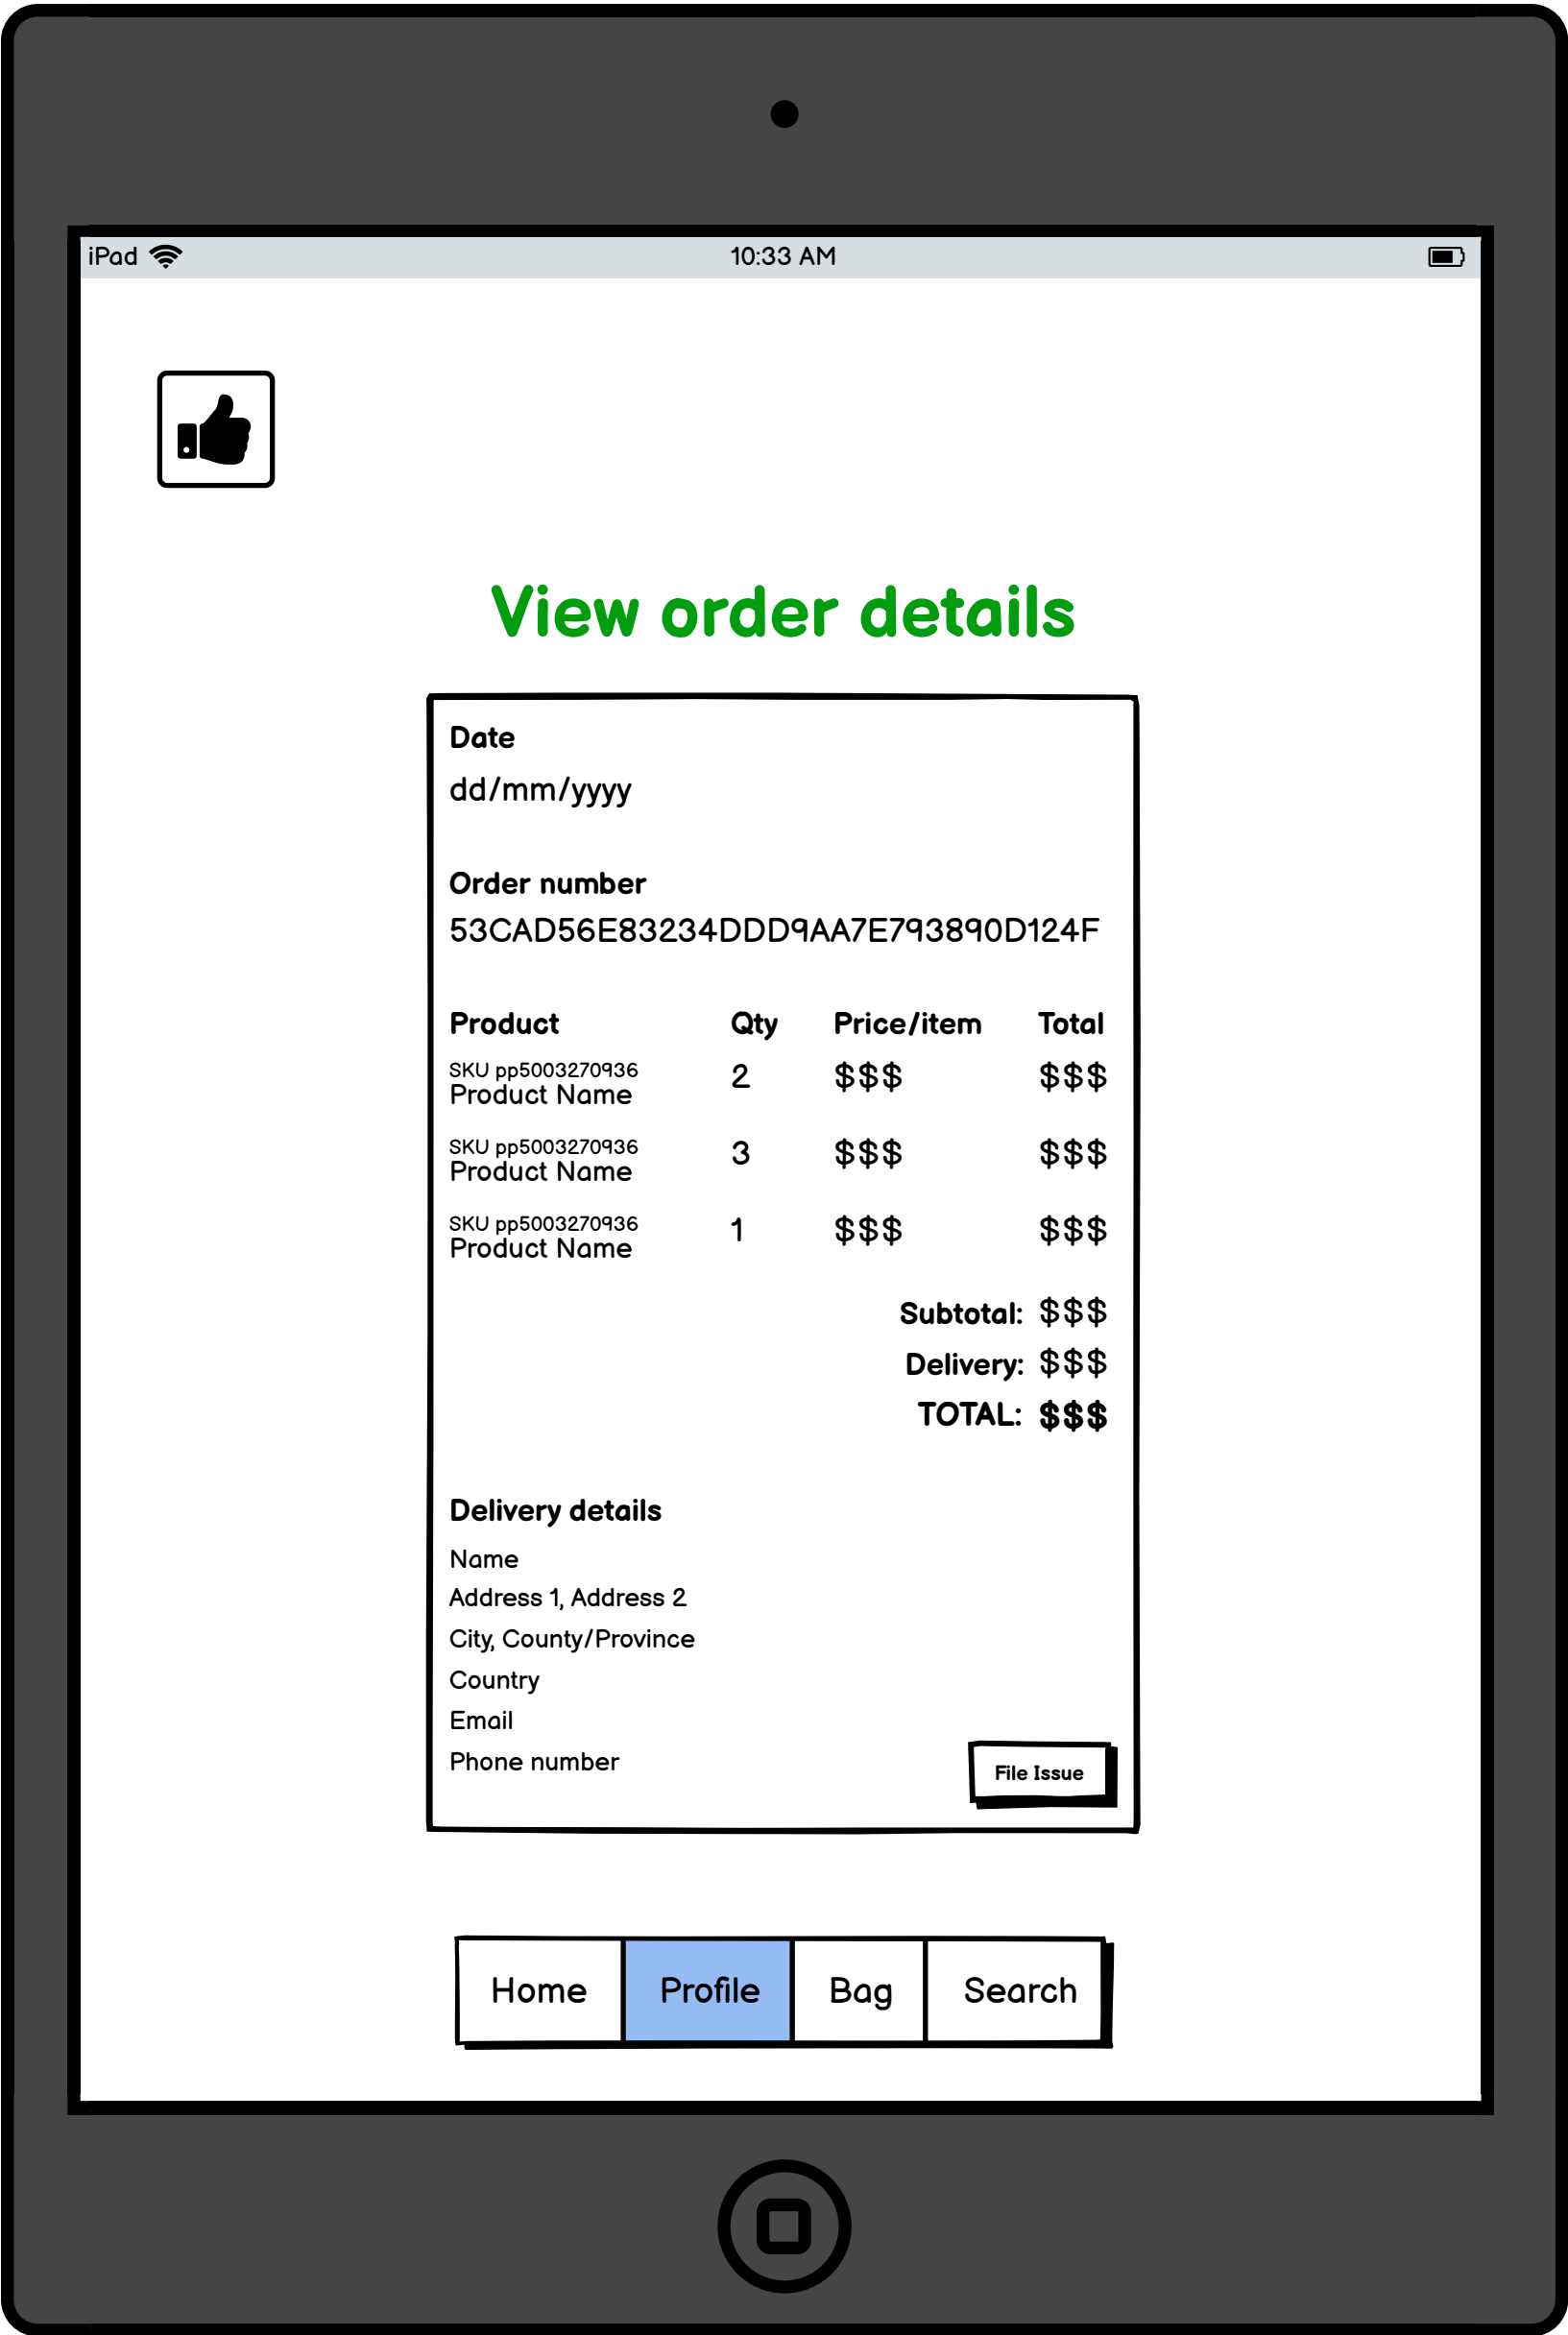 iPad 10:33 AM
View order details
Date
dd/mm/yyyy
Order number
53CAD56E83234DDD9AA7E793890D124F
Product Qty Price/item Total
SKU pp5003270936
Product Name 2 $$$ $$$
SKU pp5003270936
Product Name 3 $$$ $$$
SKU pp5003270936
Product Name 1 $$$ $$$
Subtotal: $$$
Delivery: $$$
TOTAL: $$$
Delivery details
Name
Address 1, Address 2
City, County/Province
Country
Email
Phone number
File Issue
Home Profile Bag Search